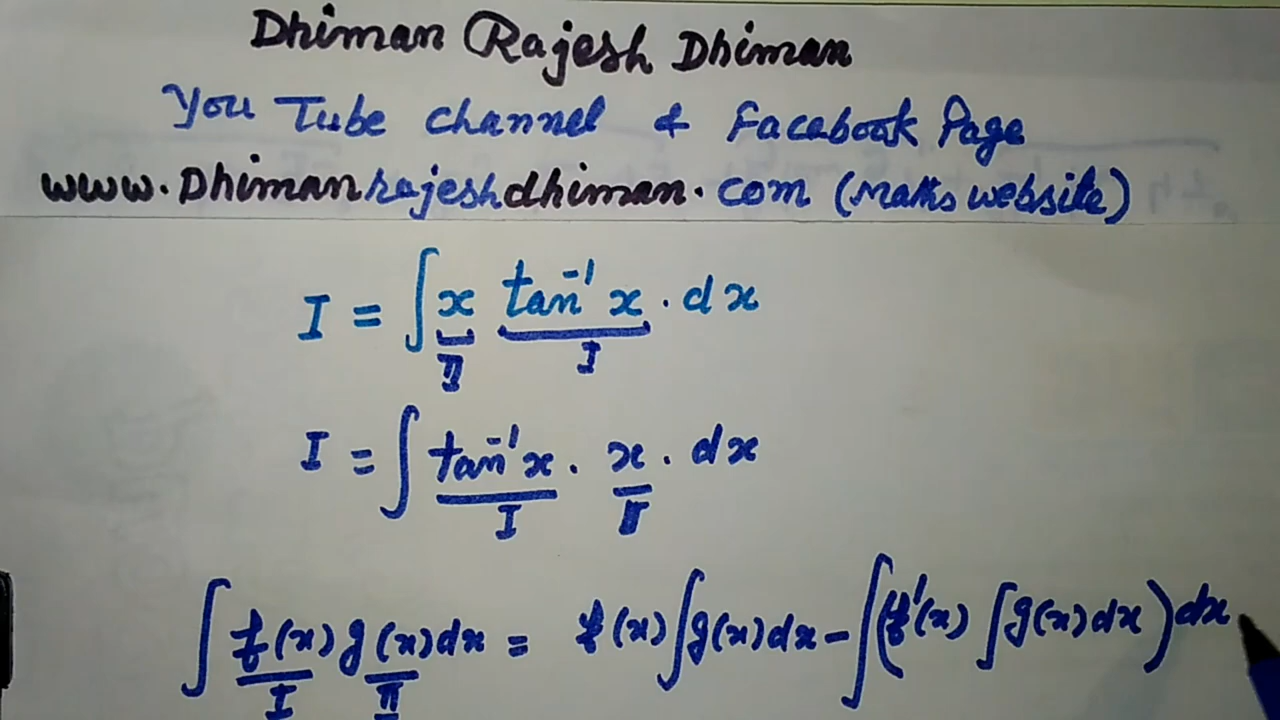 Dhiman Rajesh Dhiman
You Tube channel & Facebook Page
www.Dhimanrajeshdhiman.com (Maths website)
I = ∫ x tan⁻¹ x . dx
II I
I = ∫ tan⁻¹x . x . dx
I II
∫ f(x) g(x) dx = f(x) ∫ g(x) dx - ∫ (f'(x) ∫ g(x) dx) dx
I II